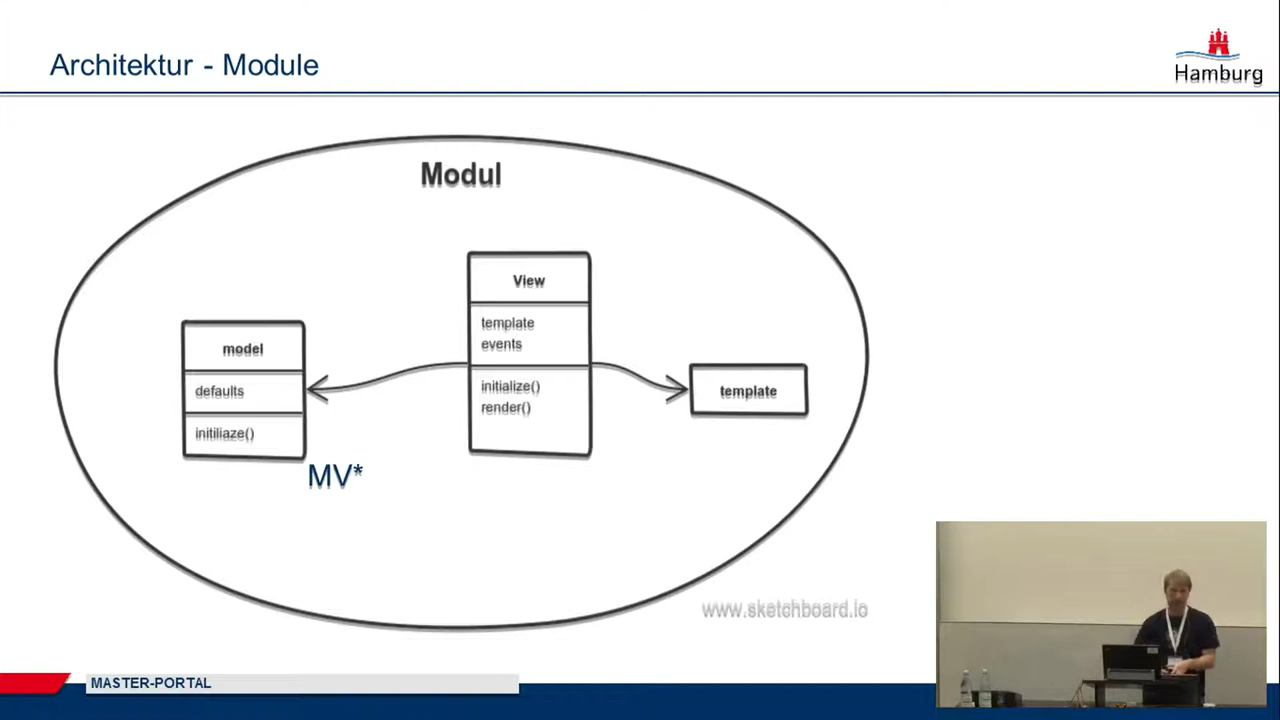 Architektur - Module
Hamburg
Modul
View
template
events
initialize()
render()
model
defaults
initiliaze()
template
MV*
www.sketchboard.io
MASTER-PORTAL